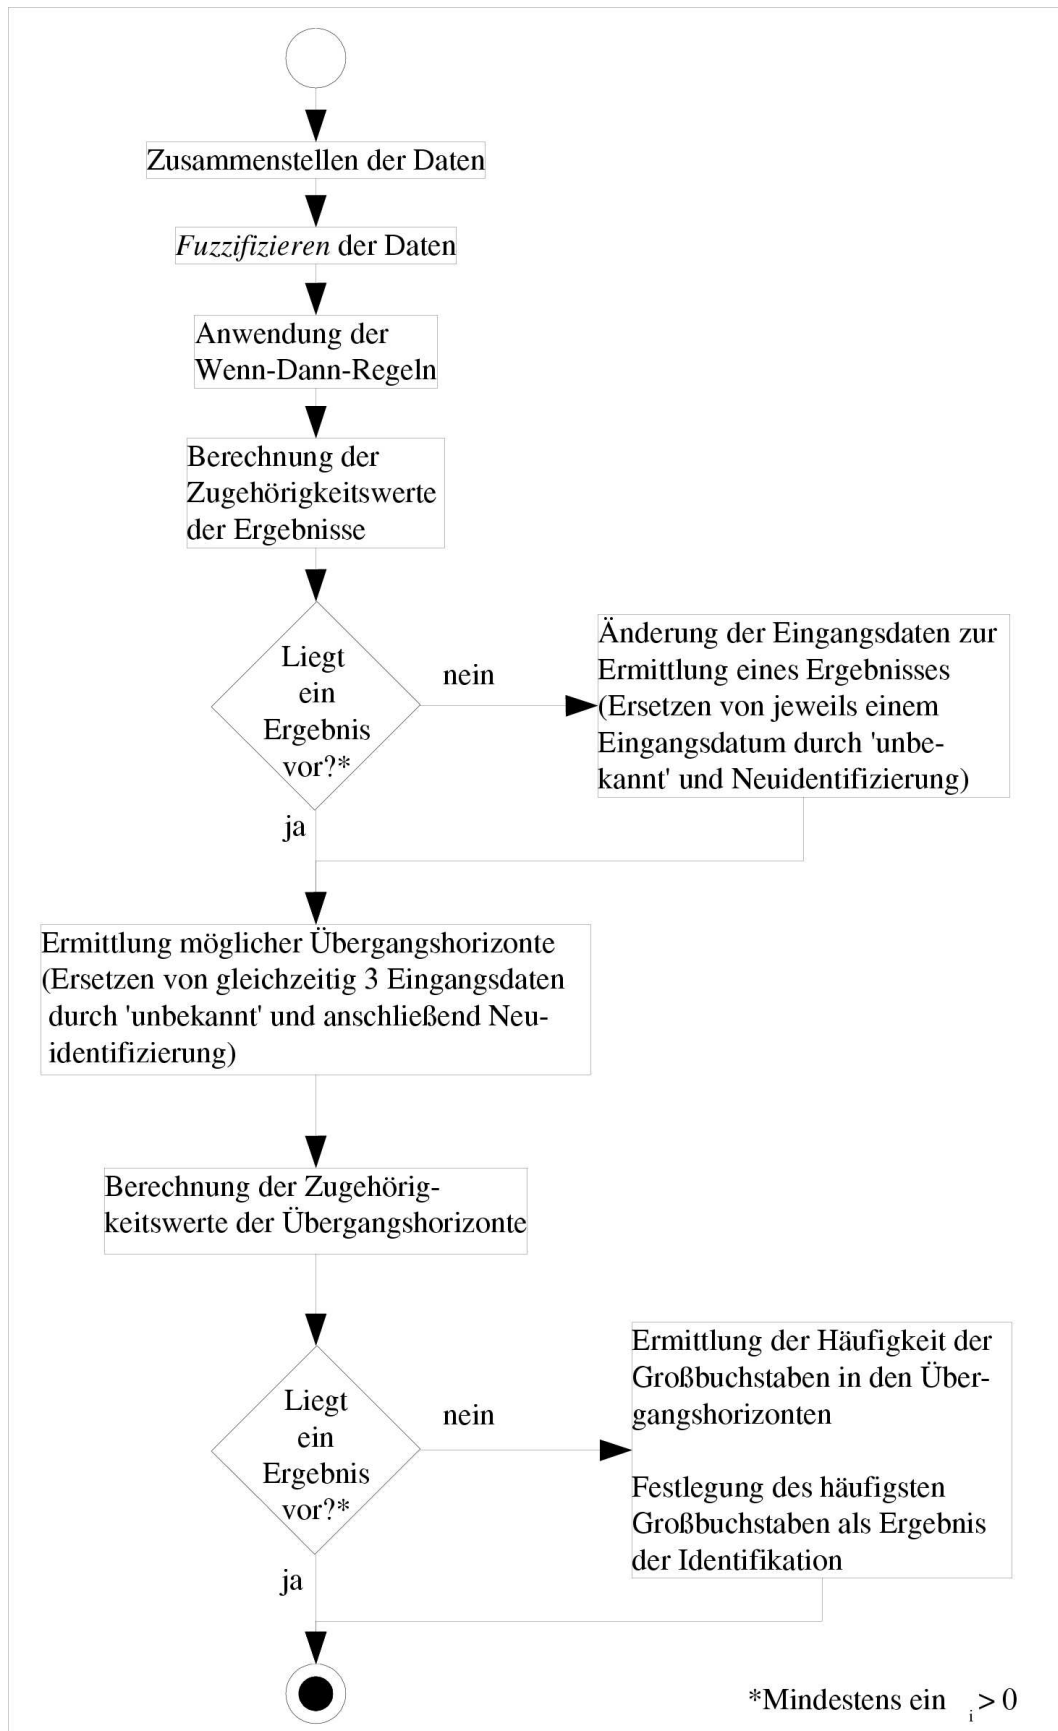 Zusammenstellen der Daten
Fuzzifizieren der Daten
Anwendung der
Wenn-Dann-Regeln
Berechnung der
Zugehörigkeitswerte
der Ergebnisse
Liegt
ein
Ergebnis
vor?*
nein
Änderung der Eingangsdaten zur
Ermittlung eines Ergebnisses
(Ersetzen von jeweils einem
Eingangsdatum durch 'unbe-
kannt' und Neuidentifizierung)
ja
Ermittlung möglicher Übergangshorizonte
(Ersetzen von gleichzeitig 3 Eingangsdaten
durch 'unbekannt' und anschließend Neu-
identifizierung)
Berechnung der Zugehörig-
keitswerte der Übergangshorizonte
Liegt
ein
Ergebnis
vor?*
nein
Ermittlung der Häufigkeit der
Großbuchstaben in den Über-
gangshorizonten
Festlegung des häufigsten
Großbuchstaben als Ergebnis
der Identifikation
ja
*Mindestens ein i > 0